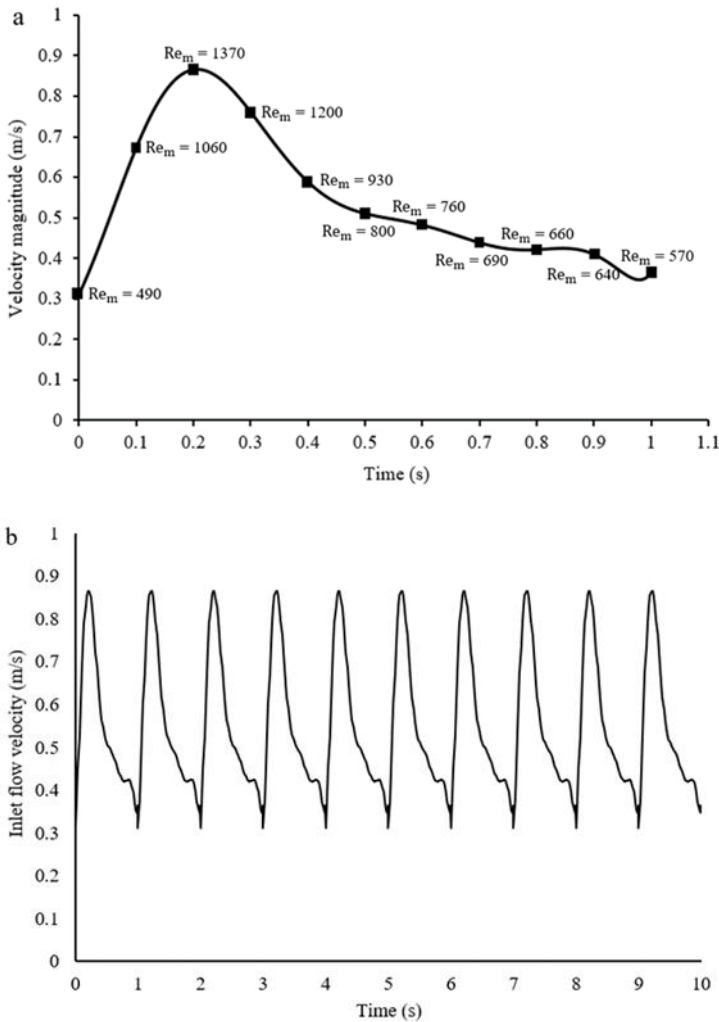 a
1
0.9
0.8
0.7
0.6
0.5
0.4
0.3
0.2
0.1
0
Velocity magnitude (m/s)
Rem = 1370
Rem = 1200
Rem = 1060
Rem = 930
Rem = 760
Rem = 800
Rem = 660
Rem = 690
Rem = 570
Rem = 640
Rem = 490
0 0.1 0.2 0.3 0.4 0.5 0.6 0.7 0.8 0.9 1 1.1
Time (s)
b
1
0.9
0.8
0.7
0.6
0.5
0.4
0.3
0.2
0.1
0
Inlet flow velocity (m/s)
0 1 2 3 4 5 6 7 8 9 10
Time (s)